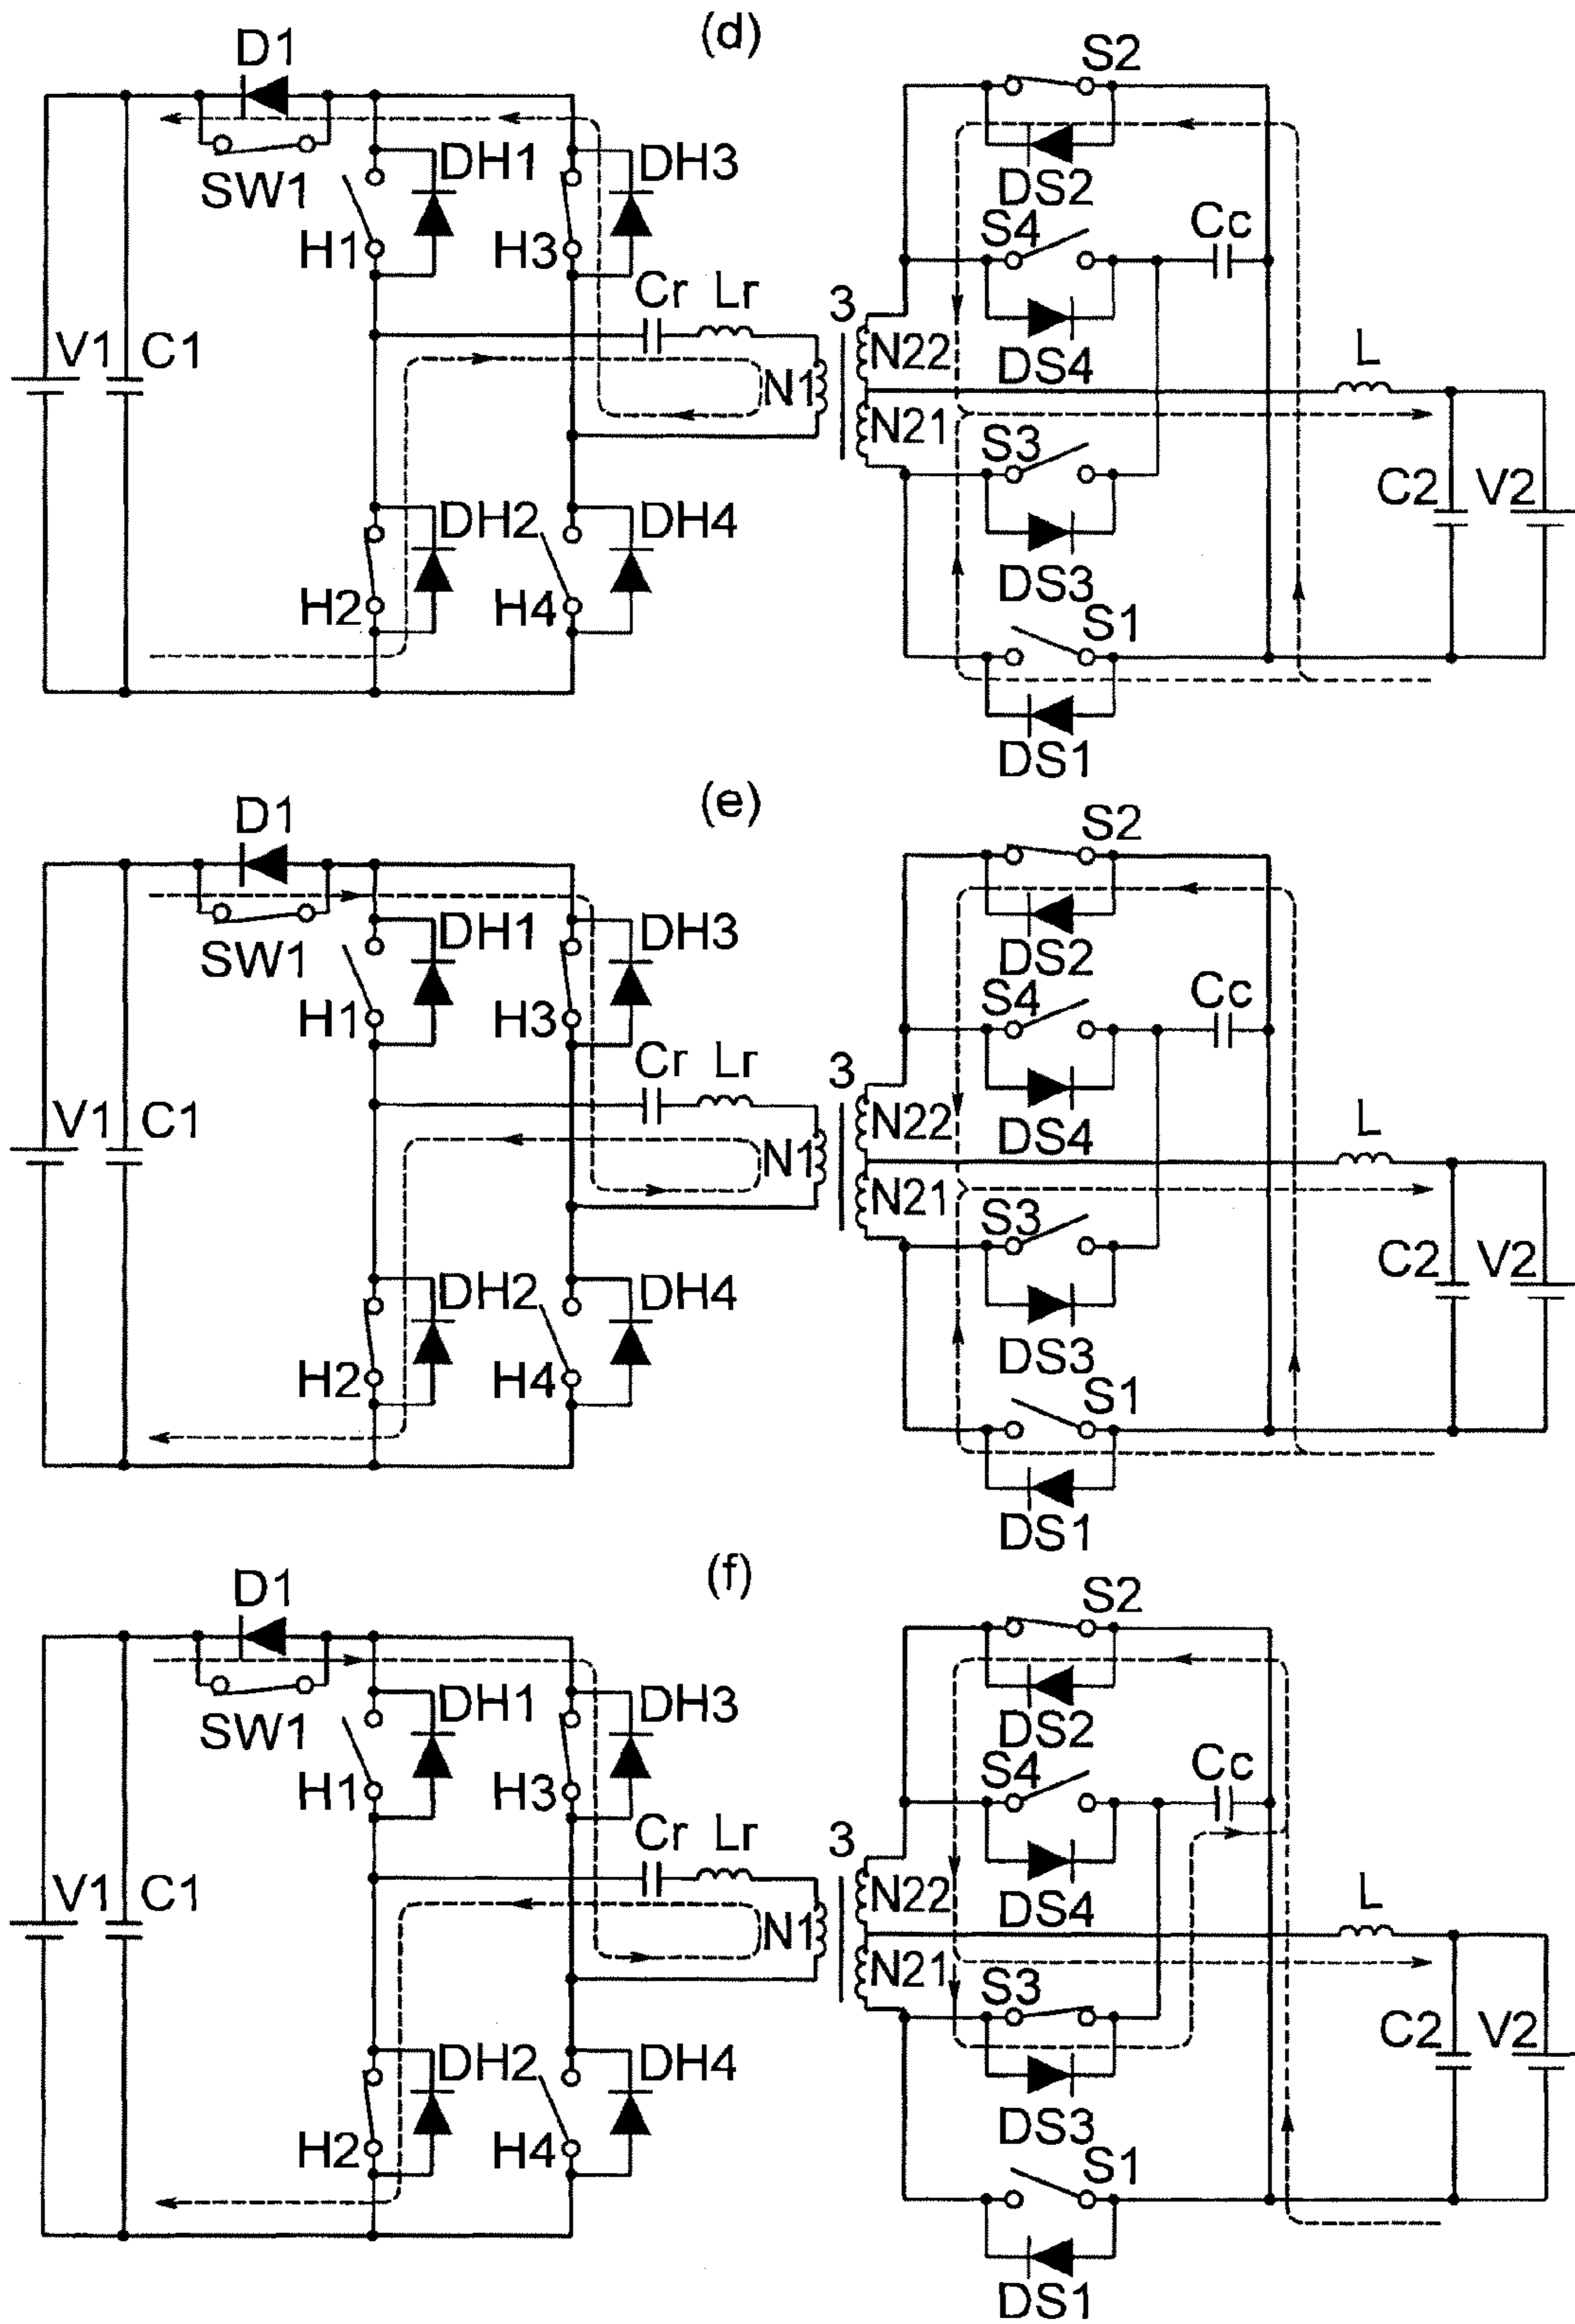 (d)
D1
S2
SW1
DH1
DH3
DS2
H1
H3
S4
Cc
Cr
Lr
3
DS4
V1
C1
N1
N22
L
N21
S3
C2
V2
DH2
DH4
DS3
H2
H4
S1
DS1
(e)
D1
S2
SW1
DH1
DH3
DS2
H1
H3
S4
Cc
Cr
Lr
3
DS4
V1
C1
N1
N22
L
N21
S3
C2
V2
DH2
DH4
DS3
H2
H4
S1
DS1
(f)
D1
S2
SW1
DH1
DH3
DS2
H1
H3
S4
Cc
Cr
Lr
3
DS4
V1
C1
N1
N22
L
N21
S3
C2
V2
DH2
DH4
DS3
H2
H4
S1
DS1